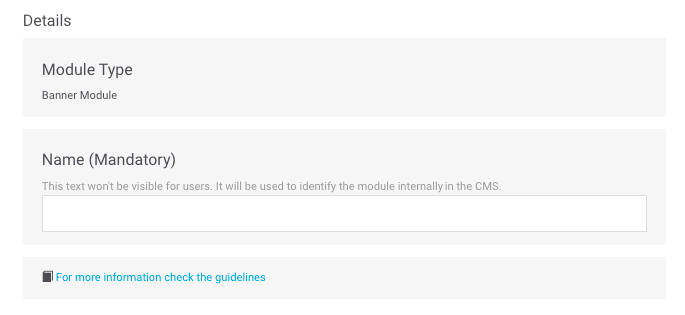 Details
Module Type
Banner Module
Name (Mandatory)
This text won't be visible for users. It will be used to identify the module internally in the CMS.
For more information check the guidelines